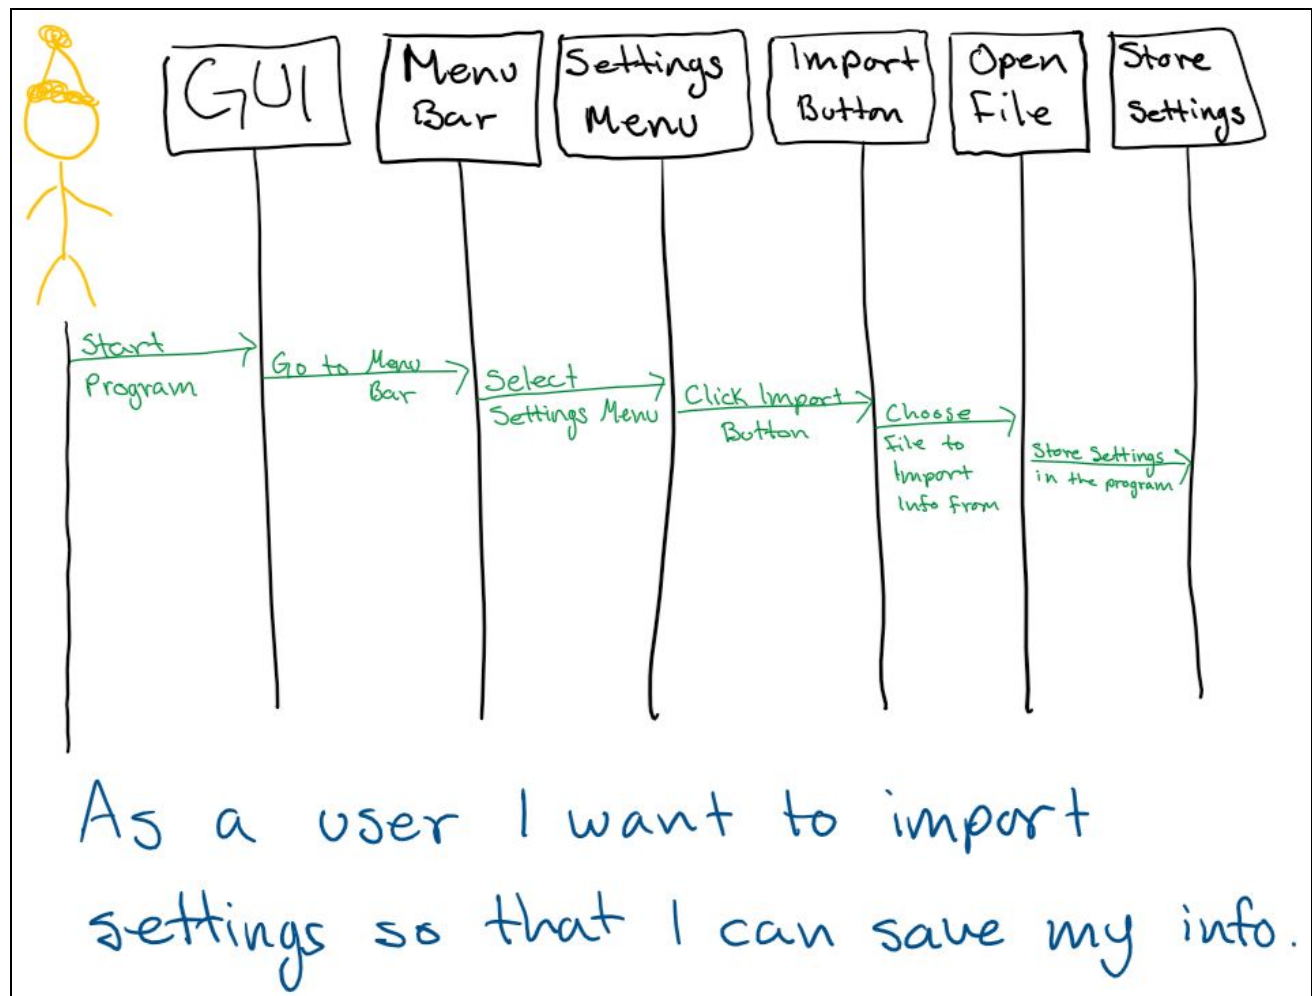 GUI
Menu
Bar
Settings
Menu
Import
Button
Open
File
Store
Settings
Start
Program
Go to Menu
Bar
Select
Settings Menu
Click Import
Button
Choose
File to
Import
Info from
Store Settings
in the program
As a user I want to import
settings so that I can save my info.